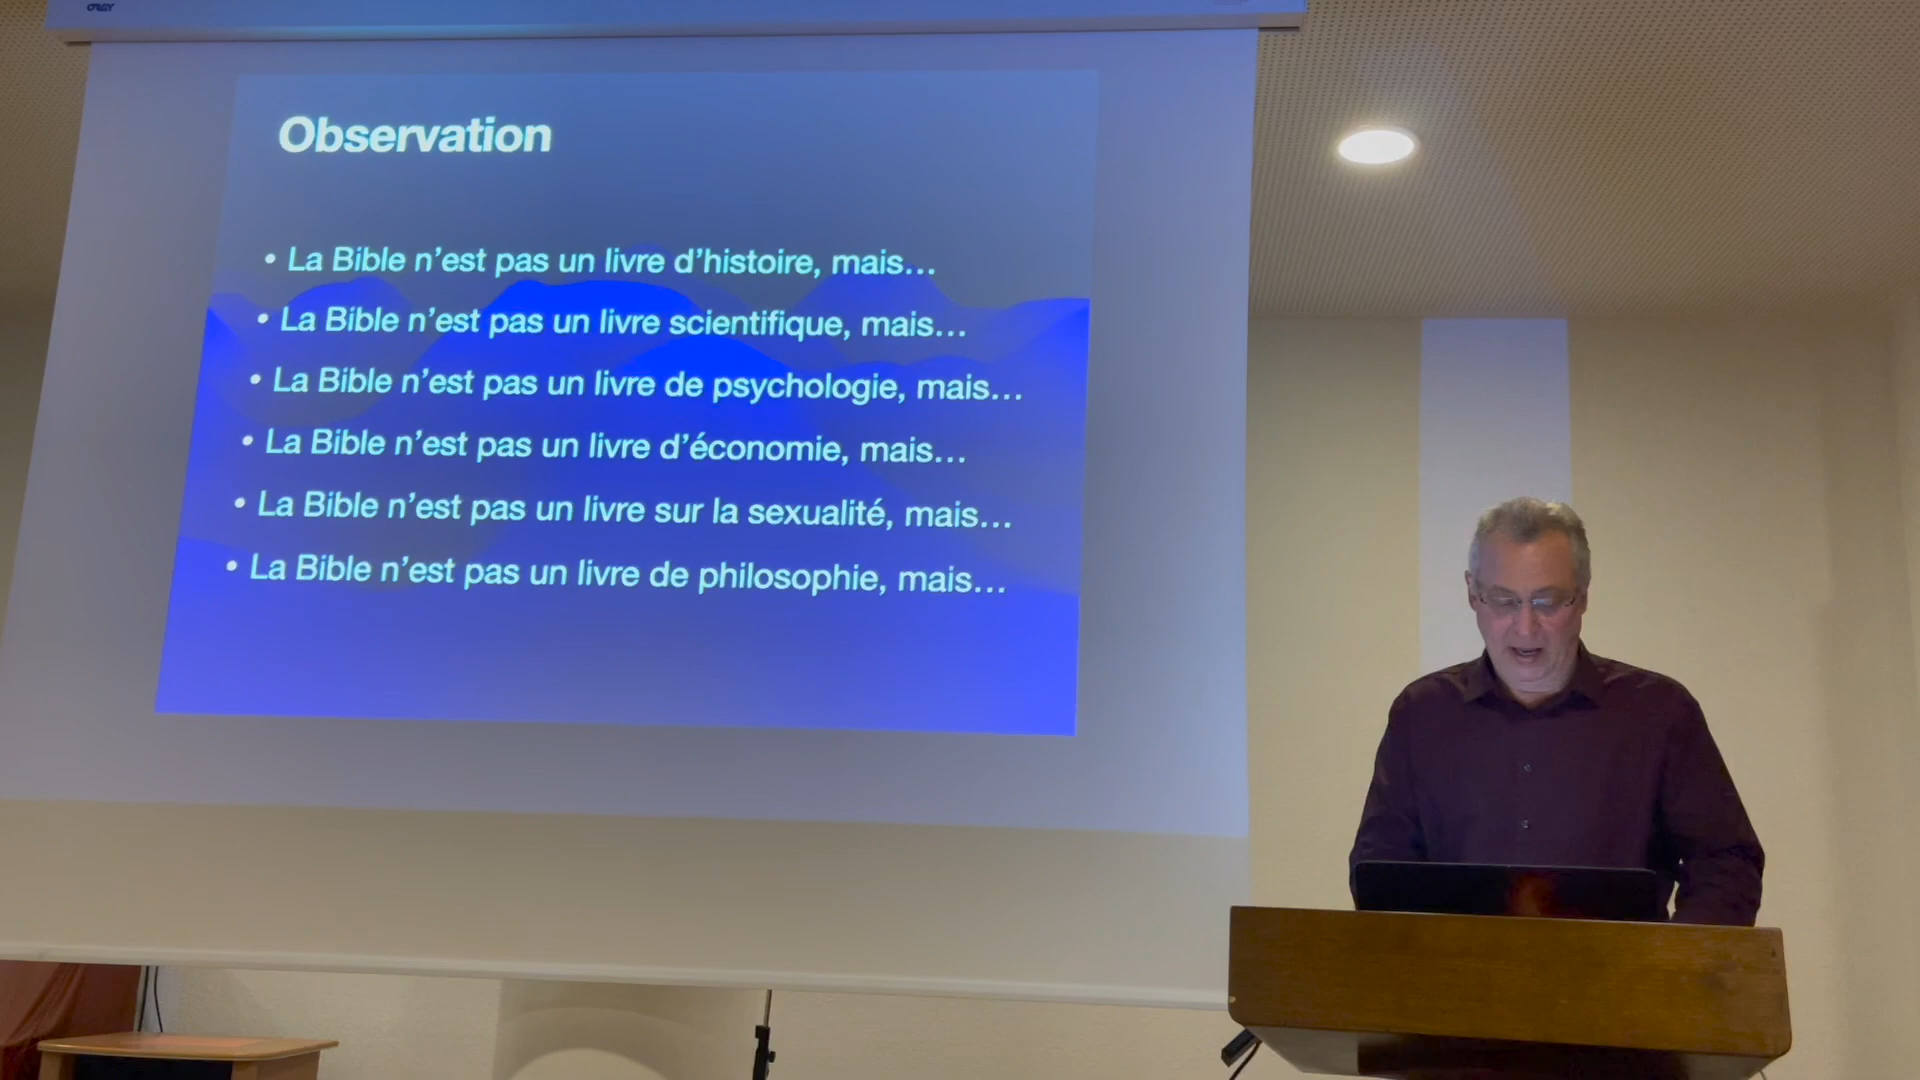 ORAY
Observation
• La Bible n’est pas un livre d’histoire, mais…
• La Bible n’est pas un livre scientifique, mais…
• La Bible n’est pas un livre de psychologie, mais…
• La Bible n’est pas un livre d’économie, mais…
• La Bible n’est pas un livre sur la sexualité, mais…
• La Bible n’est pas un livre de philosophie, mais…